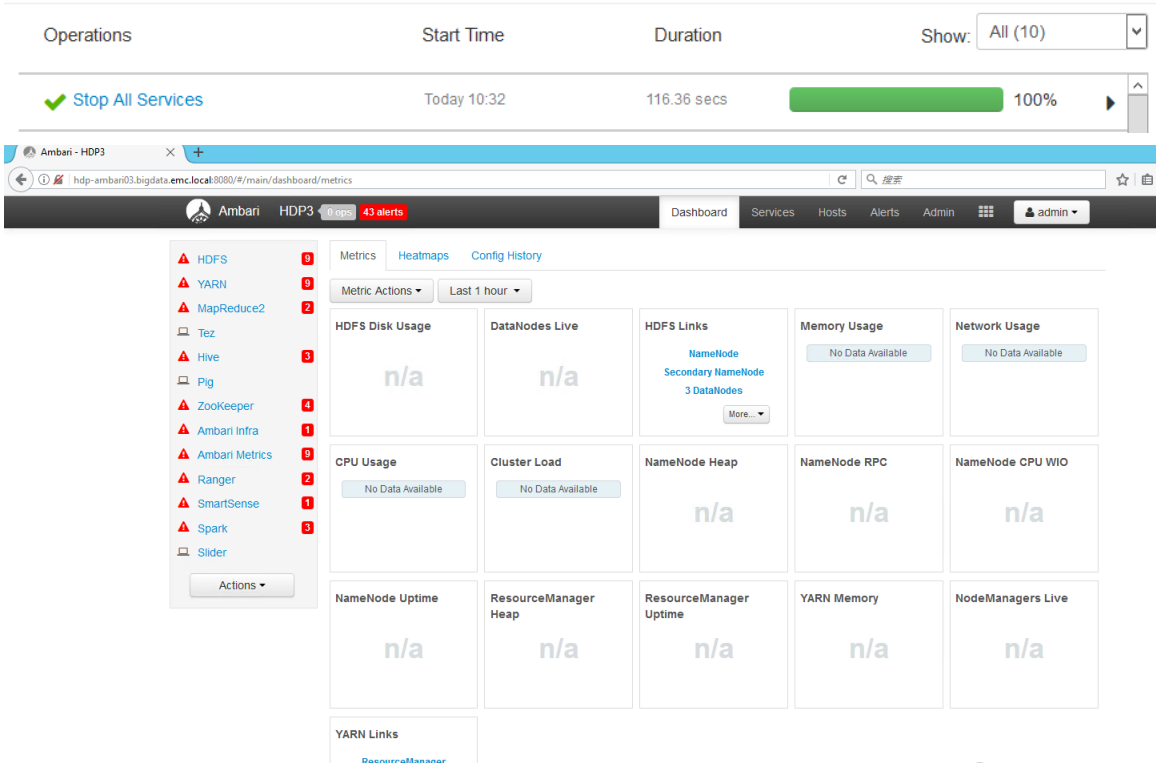 Operations Start Time Duration Show: All (10)
Stop All Services Today 10:32 116.36 secs 100%
Ambari - HDP3
hdp-ambari03.bigdata.emc.local:8080/#/main/dashboard/metrics 搜索
Ambari HDP3 0 ops 43 alerts Dashboard Services Hosts Alerts Admin admin
HDFS 9
YARN 9
MapReduce2 2
Tez
Hive 3
Pig
ZooKeeper 4
Ambari Infra 1
Ambari Metrics 9
Ranger 2
SmartSense 1
Spark 3
Slider
Actions
Metrics Heatmaps Config History
Metric Actions Last 1 hour
HDFS Disk Usage
n/a
DataNodes Live
n/a
HDFS Links
NameNode
Secondary NameNode
3 DataNodes
More...
Memory Usage
No Data Available
Network Usage
No Data Available
CPU Usage
No Data Available
Cluster Load
No Data Available
NameNode Heap
n/a
NameNode RPC
n/a
NameNode CPU WIO
n/a
NameNode Uptime
n/a
ResourceManager
Heap
n/a
ResourceManager
Uptime
n/a
YARN Memory
n/a
NodeManagers Live
n/a
YARN Links
ResourceManager